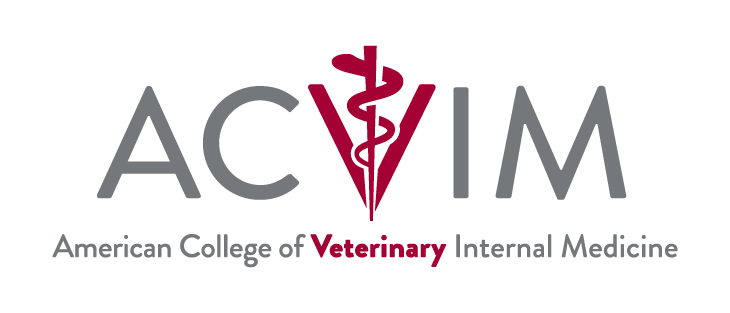 ACVIM
American College of Veterinary Internal Medicine